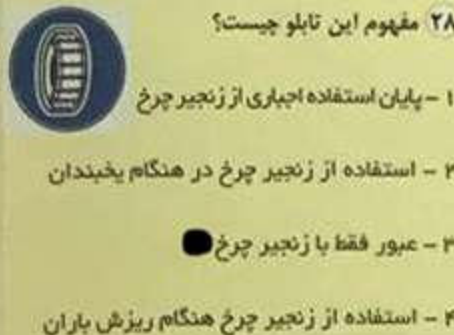 ۲۸ مفهوم این تابلو چیست؟
۱ - پایان استفاده اجباری از زنجیر چرخ
۲ - استفاده از زنجیر چرخ در هنگام یخبندان
۳ - عبور فقط با زنجیر چرخ
۴ - استفاده از زنجیر چرخ هنگام ریزش باران